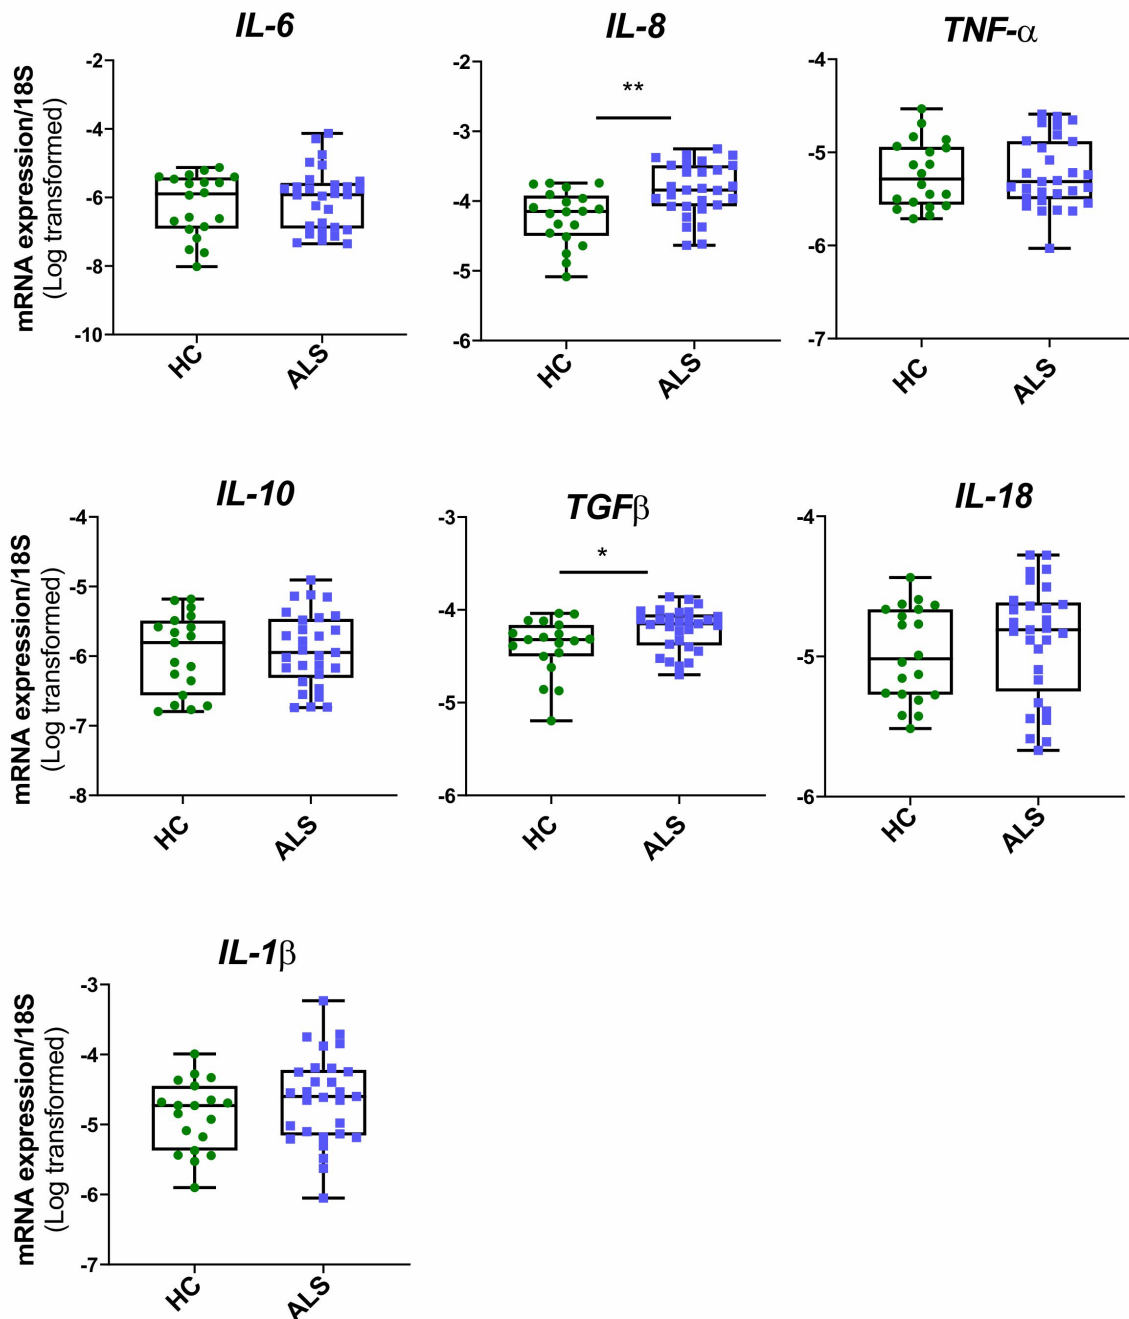 IL-6
IL-8
TNF-α
mRNA expression/18S
(Log transformed)
-2
-4
-6
-8
-10
HC
ALS
-2
-3
-4
-5
-6
**
HC
ALS
-4
-5
-6
-7
HC
ALS
IL-10
TGFβ
IL-18
mRNA expression/18S
(Log transformed)
-4
-5
-6
-7
-8
HC
ALS
-3
-4
-5
-6
*
HC
ALS
-4
-5
-6
HC
ALS
IL-1β
mRNA expression/18S
(Log transformed)
-3
-4
-5
-6
-7
HC
ALS